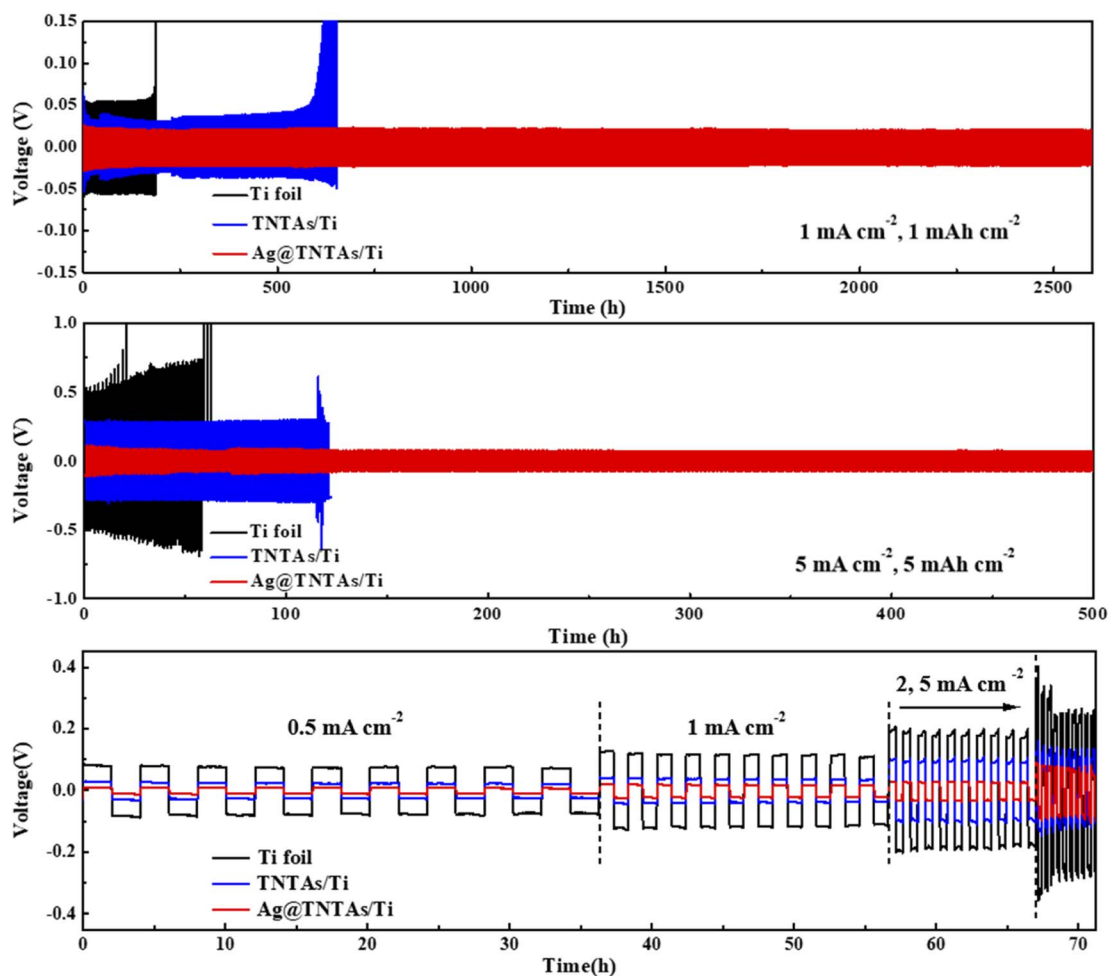 0.15
0.10
0.05
0.00
-0.05
-0.10
-0.15
Voltage (V)
Ti foil
TNTAs/Ti
Ag@TNTAs/Ti
1 mA cm-2, 1 mAh cm-2
0 500 1000 1500 2000 2500
Time (h)
1.0
0.5
0.0
-0.5
-1.0
Voltage (V)
Ti foil
TNTAs/Ti
Ag@TNTAs/Ti
5 mA cm-2, 5 mAh cm-2
0 100 200 300 400 500
Time (h)
0.4
0.2
0.0
-0.2
-0.4
Voltage(V)
0.5 mA cm-2
1 mA cm-2
2, 5 mA cm -2
Ti foil
TNTAs/Ti
Ag@TNTAs/Ti
0 10 20 30 40 50 60 70
Time(h)